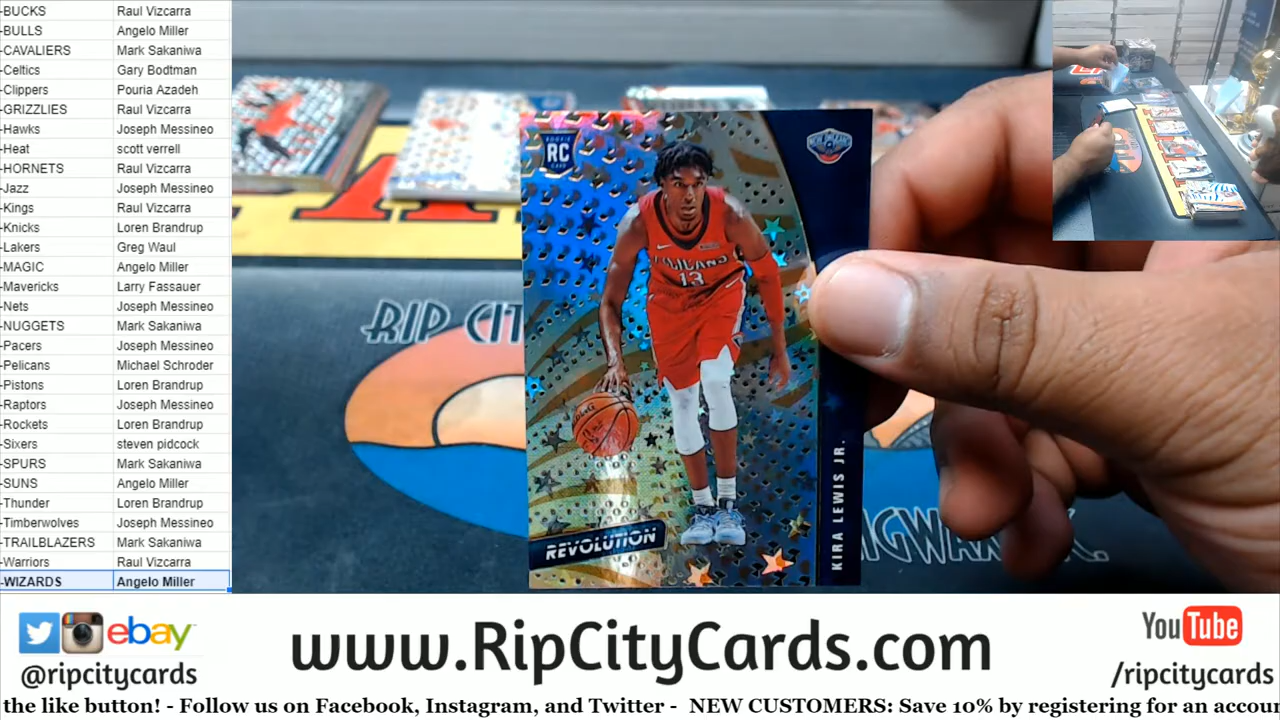 -BUCKS Raul Vizcarra
-BULLS Angelo Miller
-CAVALIERS Mark Sakaniwa
-Celtics Gary Bodtman
-Clippers Pouria Azadeh
-GRIZZLIES Raul Vizcarra
-Hawks Joseph Messineo
-Heat scott verrell
-HORNETS Raul Vizcarra
-Jazz Joseph Messineo
-Kings Raul Vizcarra
-Knicks Loren Brandrup
-Lakers Greg Waul
-MAGIC Angelo Miller
-Mavericks Larry Fassauer
-Nets Joseph Messineo
-NUGGETS Mark Sakaniwa
-Pacers Joseph Messineo
-Pelicans Michael Schroder
-Pistons Loren Brandrup
-Raptors Joseph Messineo
-Rockets Loren Brandrup
-Sixers steven pidcock
-SPURS Mark Sakaniwa
-SUNS Angelo Miller
-Thunder Loren Brandrup
-Timberwolves Joseph Messineo
-TRAILBLAZERS Mark Sakaniwa
-Warriors Raul Vizcarra
-WIZARDS Angelo Miller
RIP CIT
ROOKIE
RC
CARD
NEW ORLEANS
PELICANS
13
REVOLUTION
KIRA LEWIS JR.
ebay
@ripcitycards
www.RipCityCards.com
YouTube
/ripcitycards
the like button! - Follow us on Facebook, Instagram, and Twitter - NEW CUSTOMERS: Save 10% by registering for an accoun